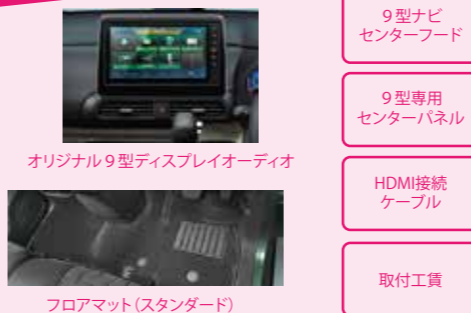 オリジナル９型ディスプレイオーディオ
フロアマット（スタンダード）
９型ナビ
センターフード
９型専用
センターパネル
HDMI接続
ケーブル
取付工賃